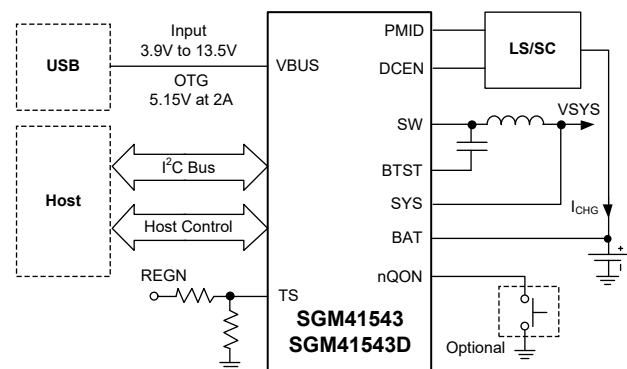 Input
3.9V to 13.5V
USB
VBUS
OTG
5.15V at 2A
PMID
DCEN
LS/SC
SW
VSYS
BTST
I²C Bus
Host
SYS
I_CHG
Host Control
BAT
+
REGN
nQON
TS
SGM41543
SGM41543D
Optional